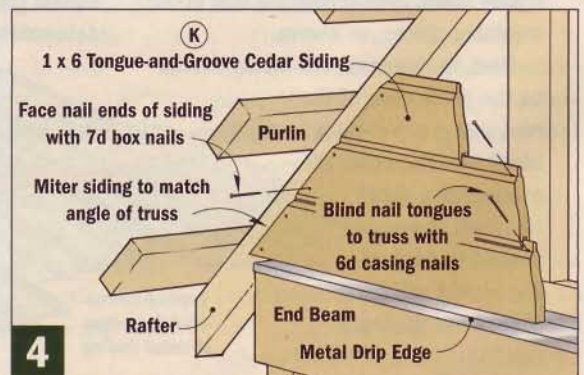 K
1 x 6 Tongue-and-Groove Cedar Siding
Face nail ends of siding
with 7d box nails
Purlin
Miter siding to match
angle of truss
Blind nail tongues
to truss with
6d casing nails
Rafter
End Beam
Metal Drip Edge
4